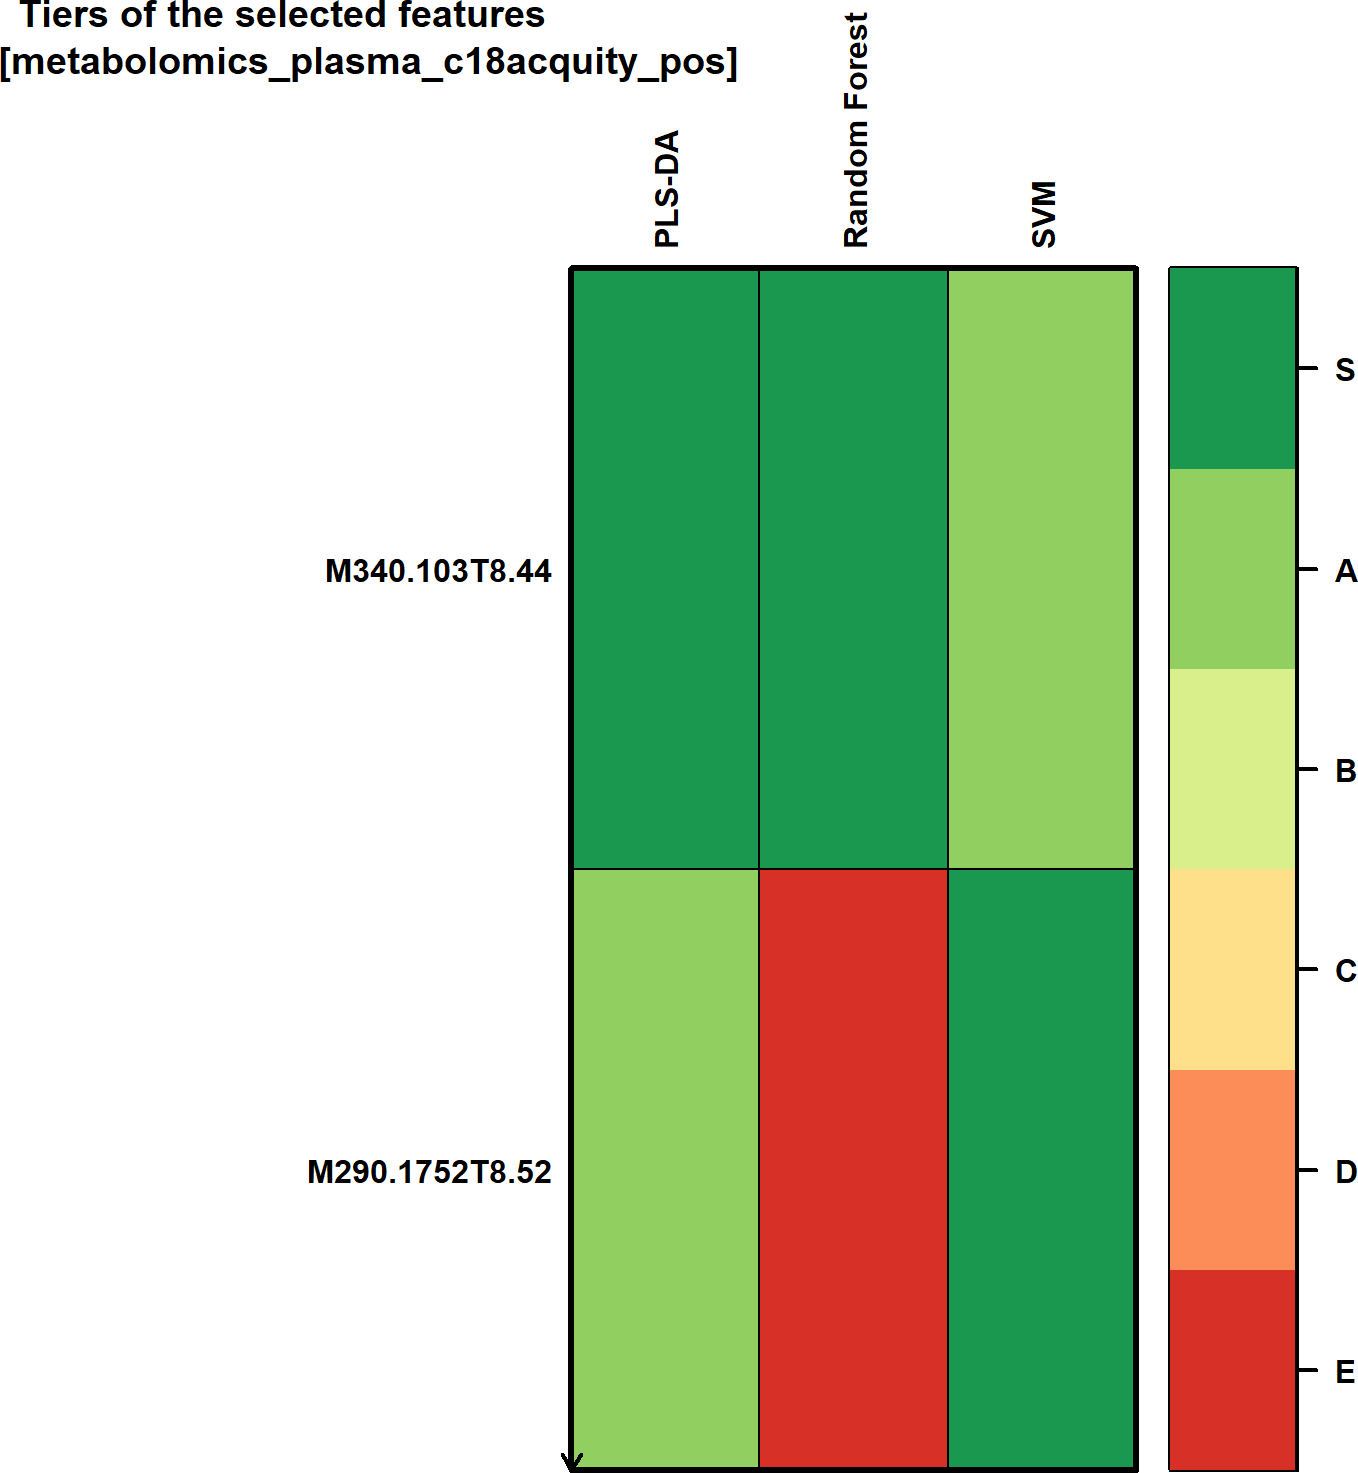 Tiers of the selected features
[metabolomics_plasma_c18acquity_pos]
PLS-DA
Random Forest
SVM
M340.103T8.44
M290.1752T8.52
S
A
B
C
D
E